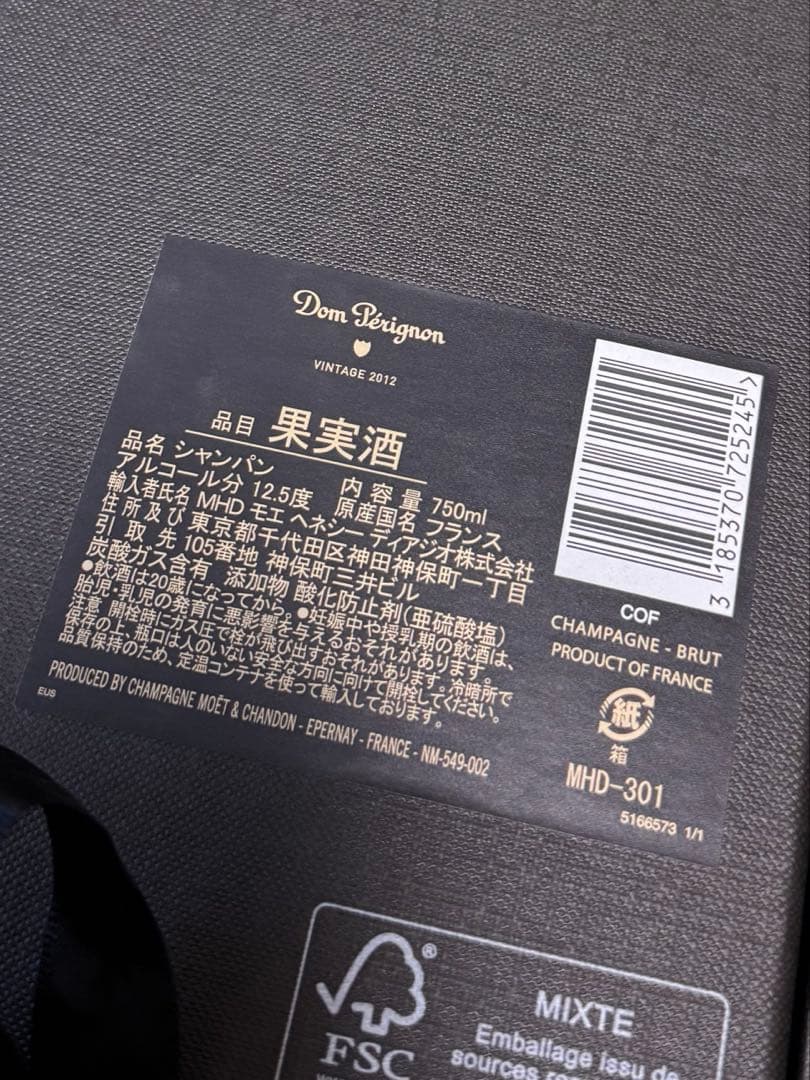 Dom Pérignon
VINTAGE 2012
品目 果実酒
品名 シャンパン 内容量 750ml
アルコール分 12.5度 原産国名 フランス
輸入者氏名 MHD モエ ヘネシー ディアジオ株式会社
住所及び 東京都千代田区神田神保町一丁目
引取先 105番地 神保町三井ビル
炭酸ガス含有 添加物 酸化防止剤(亜硫酸塩)
●飲酒は20歳になってから。●妊娠中や授乳期の飲酒は、
胎児・乳児の発育に悪影響を与えるおそれがあります。
注意 開栓時にガス圧で栓が飛び出すおそれがあります。冷暗所で
保存の上、瓶口は人のいない安全な方向に向けて開栓してください。
品質保持のため、定温コンテナを使って輸入しております。
PRODUCED BY CHAMPAGNE MOËT & CHANDON - EPERNAY - FRANCE - NM-549-002
EUS
3 185370 725245 >
COF
CHAMPAGNE - BRUT
PRODUCT OF FRANCE
紙
箱
MHD-301
5166573 1/1
FSC ®
MIXTE
Emballage issu de
sources